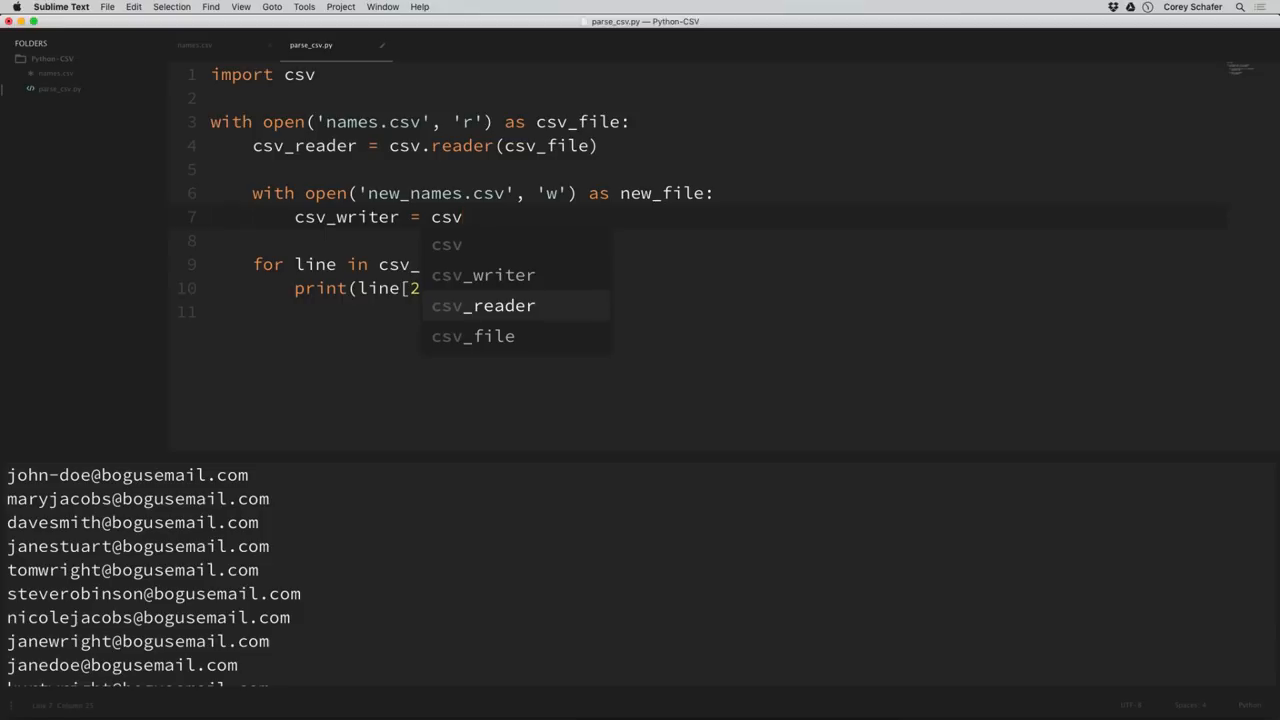 Sublime Text File Edit Selection Find View Goto Tools Project Window Help Corey Schafer
parse_csv.py — Python-CSV
FOLDERS
Python-CSV
names.csv
parse_csv.py
names.csv parse_csv.py
1 import csv
2
3 with open('names.csv', 'r') as csv_file:
4 csv_reader = csv.reader(csv_file)
5
6 with open('new_names.csv', 'w') as new_file:
7 csv_writer = csv
8
9 for line in csv_
10 print(line[2
11
csv
csv_writer
csv_reader
csv_file
john-doe@bogusemail.com
maryjacobs@bogusemail.com
davesmith@bogusemail.com
janestuart@bogusemail.com
tomwright@bogusemail.com
steverobinson@bogusemail.com
nicolejacobs@bogusemail.com
janewright@bogusemail.com
janedoe@bogusemail.com
Line 7 Column 25 UTF-8 Spaces: 4 Python